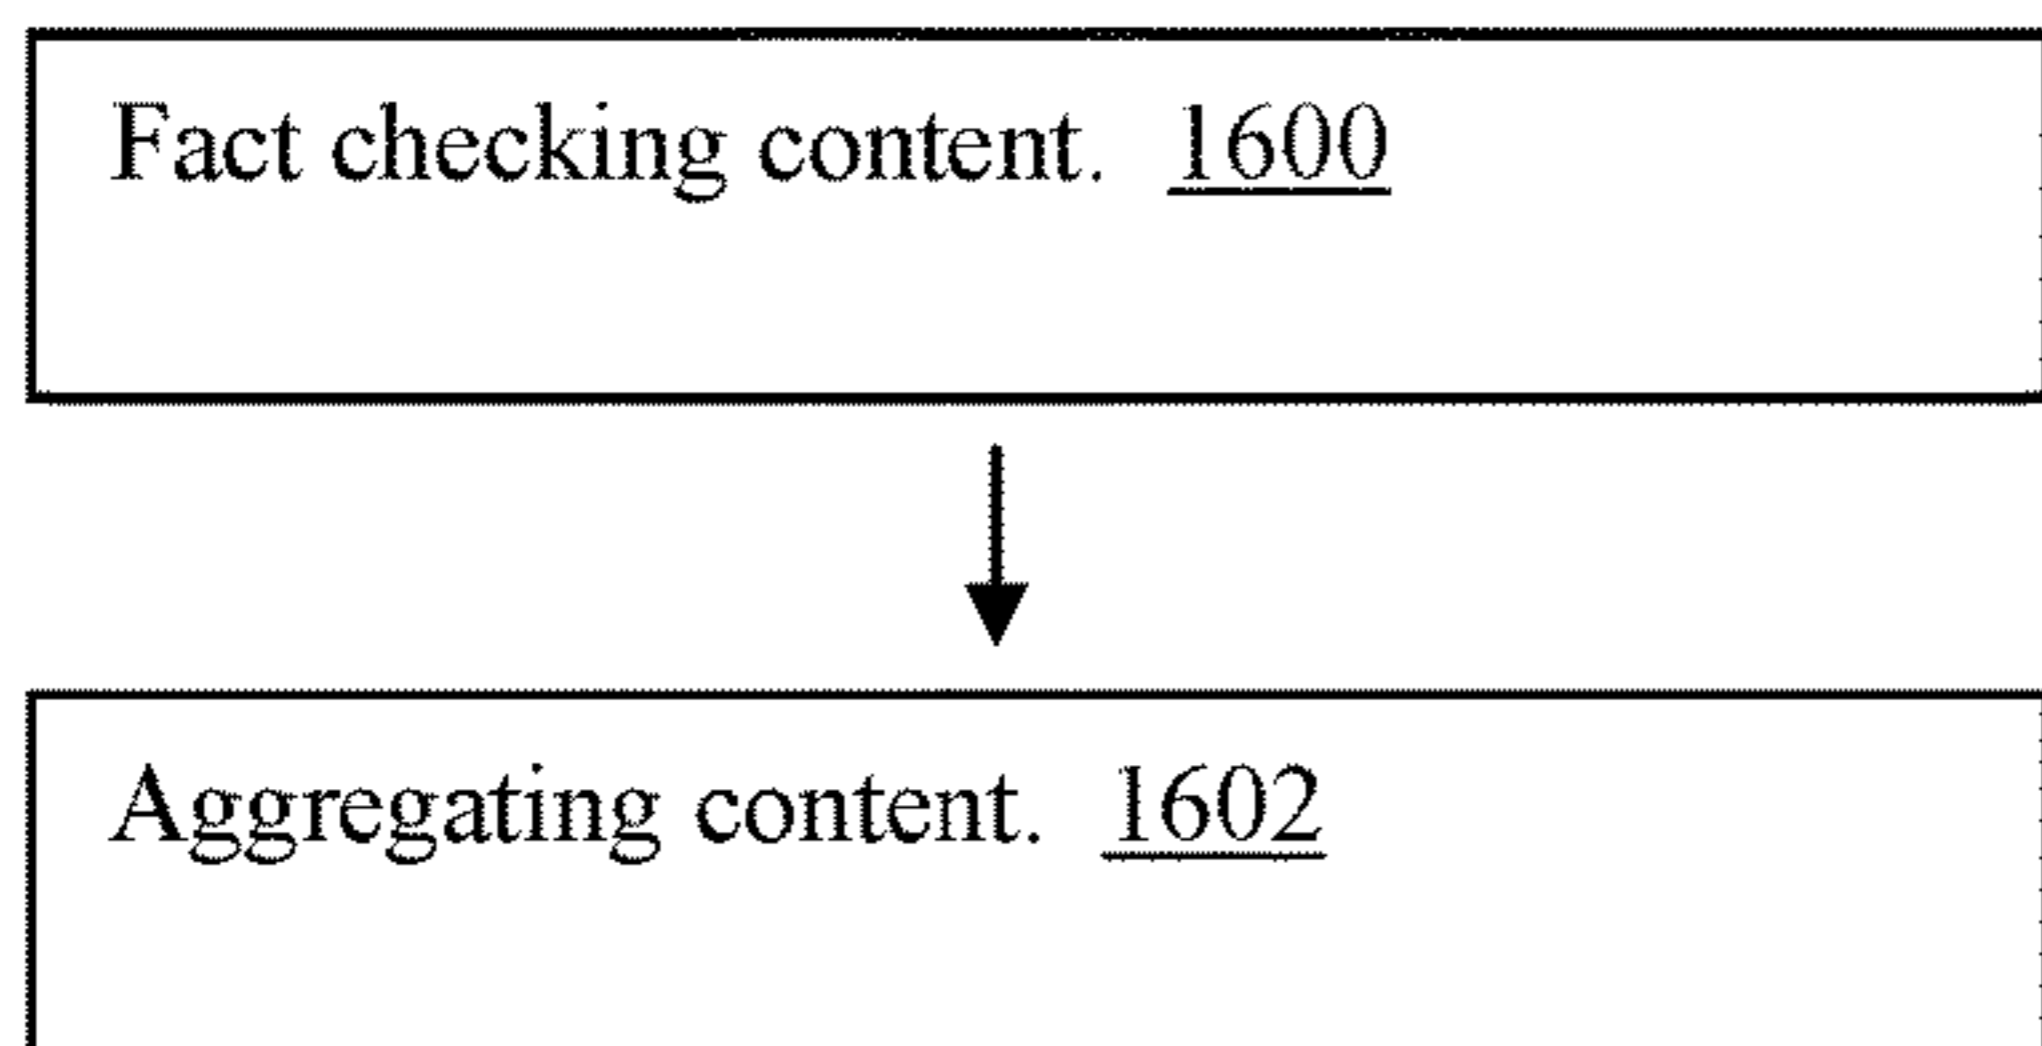 Fact checking content. 1600
Aggregating content. 1602